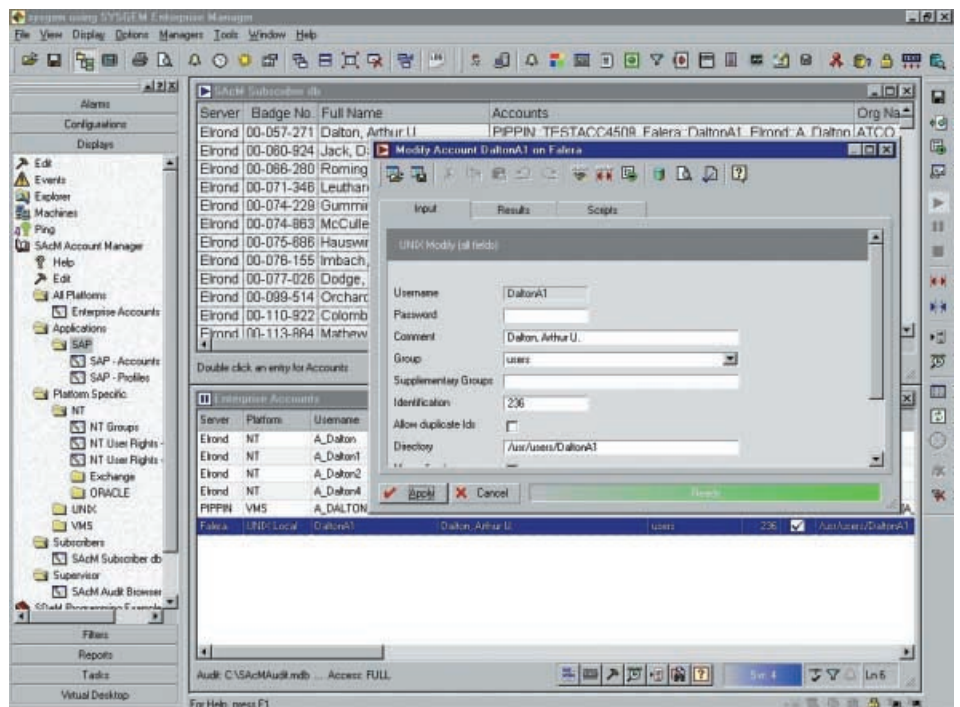 sysgem using SYSGEM Enterprise Manager
File View Display Options Managers Tools Window Help
Alarms
Configurations
Displays
Edit
Events
Explorer
Machines
Ping
SAcM Account Manager
Help
Edit
All Platforms
Enterprise Accounts
Applications
SAP
SAP - Accounts
SAP - Profiles
Platform Specific
NT
NT Groups
NT User Rights -
NT User Rights -
Exchange
ORACLE
UNIX
VMS
Subscribers
SAcM Subscriber db
Supervisor
SAcM Audit Browser
Filters
Reports
Tasks
Virtual Desktop
SAcM Subscriber db
Server Badge No. Full Name Accounts Org Na
Elrond 00-057-271 Dalton, Arthur U. PIPPIN::TESTACC4509, Falera::DaltonA1, Elrond::A_Dalton ATCO
Elrond 00-060-924 Jack, D
Elrond 00-066-280 Roming
Elrond 00-071-346 Leuthar
Elrond 00-074-229 Gummi
Elrond 00-074-863 McCulle
Elrond 00-075-686 Hauswir
Elrond 00-076-155 Imbach,
Elrond 00-077-026 Dodge,
Elrond 00-099-514 Orchard
Elrond 00-110-922 Colomb
Elrond 00-113-864 Mathew
Double click an entry for Accounts
Modify Account DaltonA1 on Falera
Input Results Scripts
UNIX Modify (all fields)
Username DaltonA1
Password
Comment Dalton, Arthur U.
Group users
Supplementary Groups
Identification 236
Allow duplicate Ids
Directory /usr/users/DaltonA1
Apply Cancel Ready
Enterprise Accounts
Server Platform Username
Elrond NT A_Dalton
Elrond NT A_Dalton1
Elrond NT A_Dalton2
Elrond NT A_Dalton4
PIPPIN VMS A_DALTON
Falera UNIX Local DaltonA1 Dalton, Arthur U. users 236 /usr/users/DaltonA1
Audit: C:\SAcMAudit.mdb ... Access: FULL
Svr: 4 Ln 6
For Help, press F1